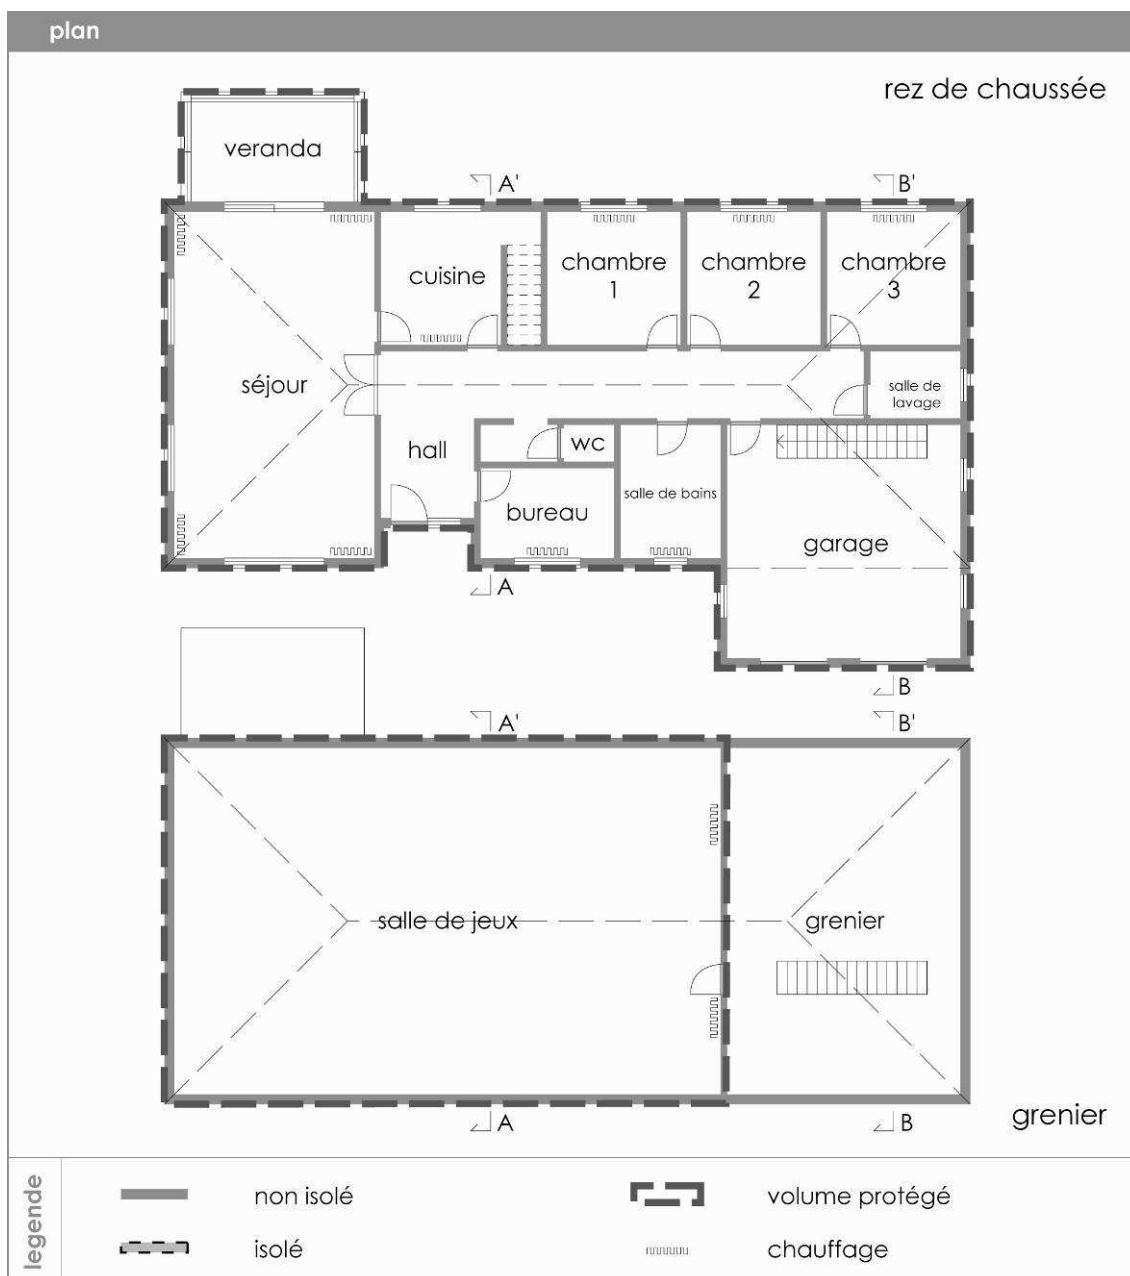 plan
rez de chaussée
veranda
A'
B'
cuisine
chambre
1
chambre
2
chambre
3
séjour
salle de
lavage
hall
wc
salle de bains
bureau
garage
A
B
A'
B'
salle de jeux
grenier
A
B
grenier
legende
non isolé
volume protégé
isolé
chauffage